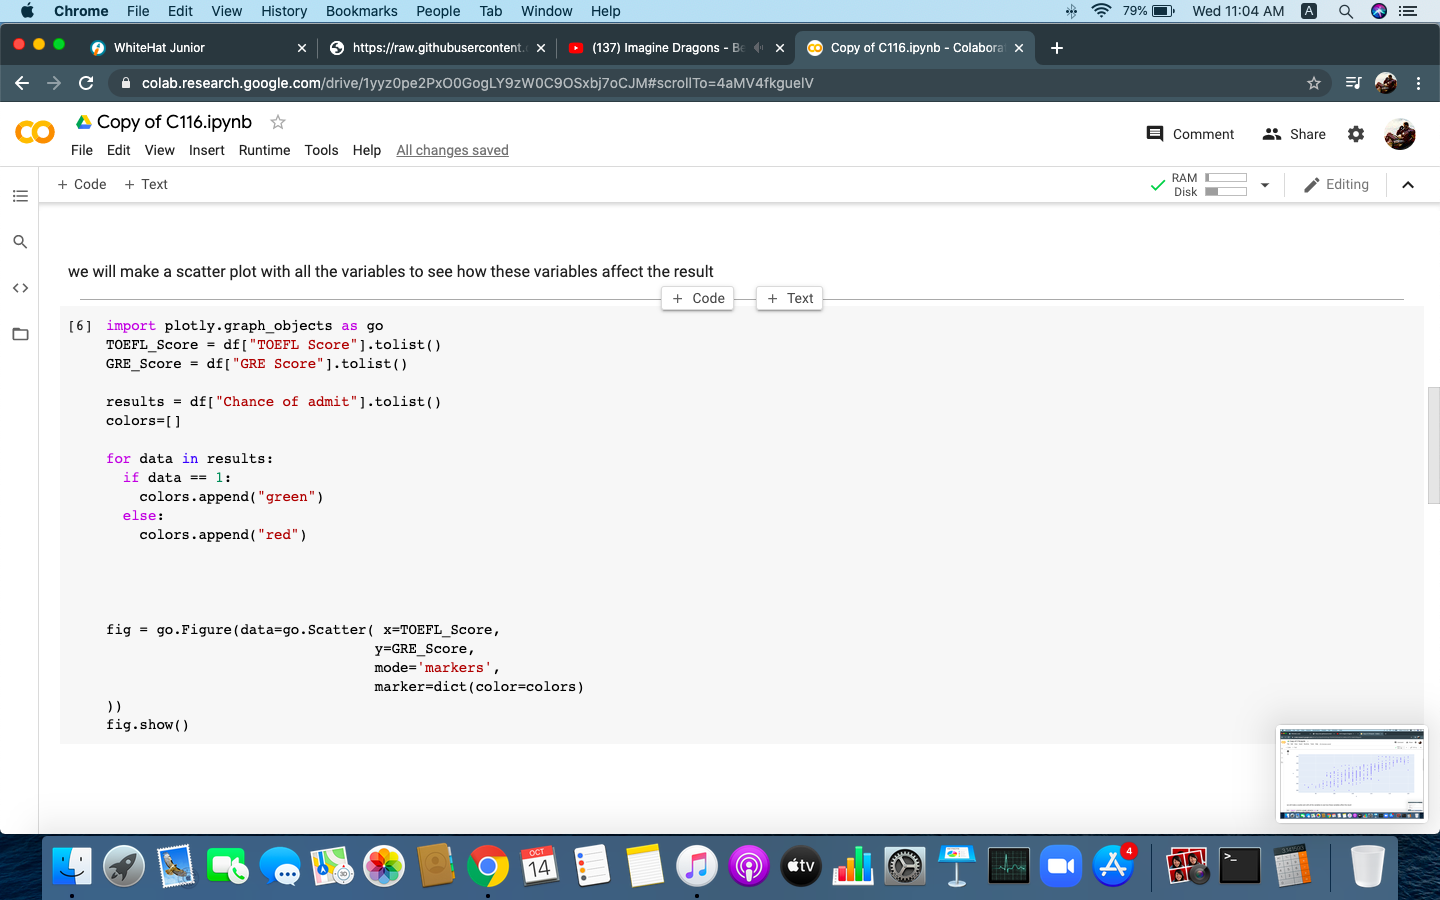 Chrome File Edit View History Bookmarks People Tab Window Help 79% Wed 11:04 AM A
WhiteHat Junior https://raw.githubusercontent. (137) Imagine Dragons - Be Copy of C116.ipynb - Colabora
colab.research.google.com/drive/1yyz0pe2PxO0GogLY9zW0C9OSxbj7oCJM#scrollTo=4aMV4fkguelV
Copy of C116.ipynb
Comment Share
File Edit View Insert Runtime Tools Help All changes saved
+ Code + Text RAM Disk Editing
we will make a scatter plot with all the variables to see how these variables affect the result
+ Code + Text
[6] import plotly.graph_objects as go
TOEFL_Score = df["TOEFL Score"].tolist()
GRE_Score = df["GRE Score"].tolist()
results = df["Chance of admit"].tolist()
colors=[]
for data in results:
if data == 1:
colors.append("green")
else:
colors.append("red")
fig = go.Figure(data=go.Scatter( x=TOEFL_Score,
y=GRE_Score,
mode='markers',
marker=dict(color=colors)
))
fig.show()
OCT
14
3D
tv
4
>_